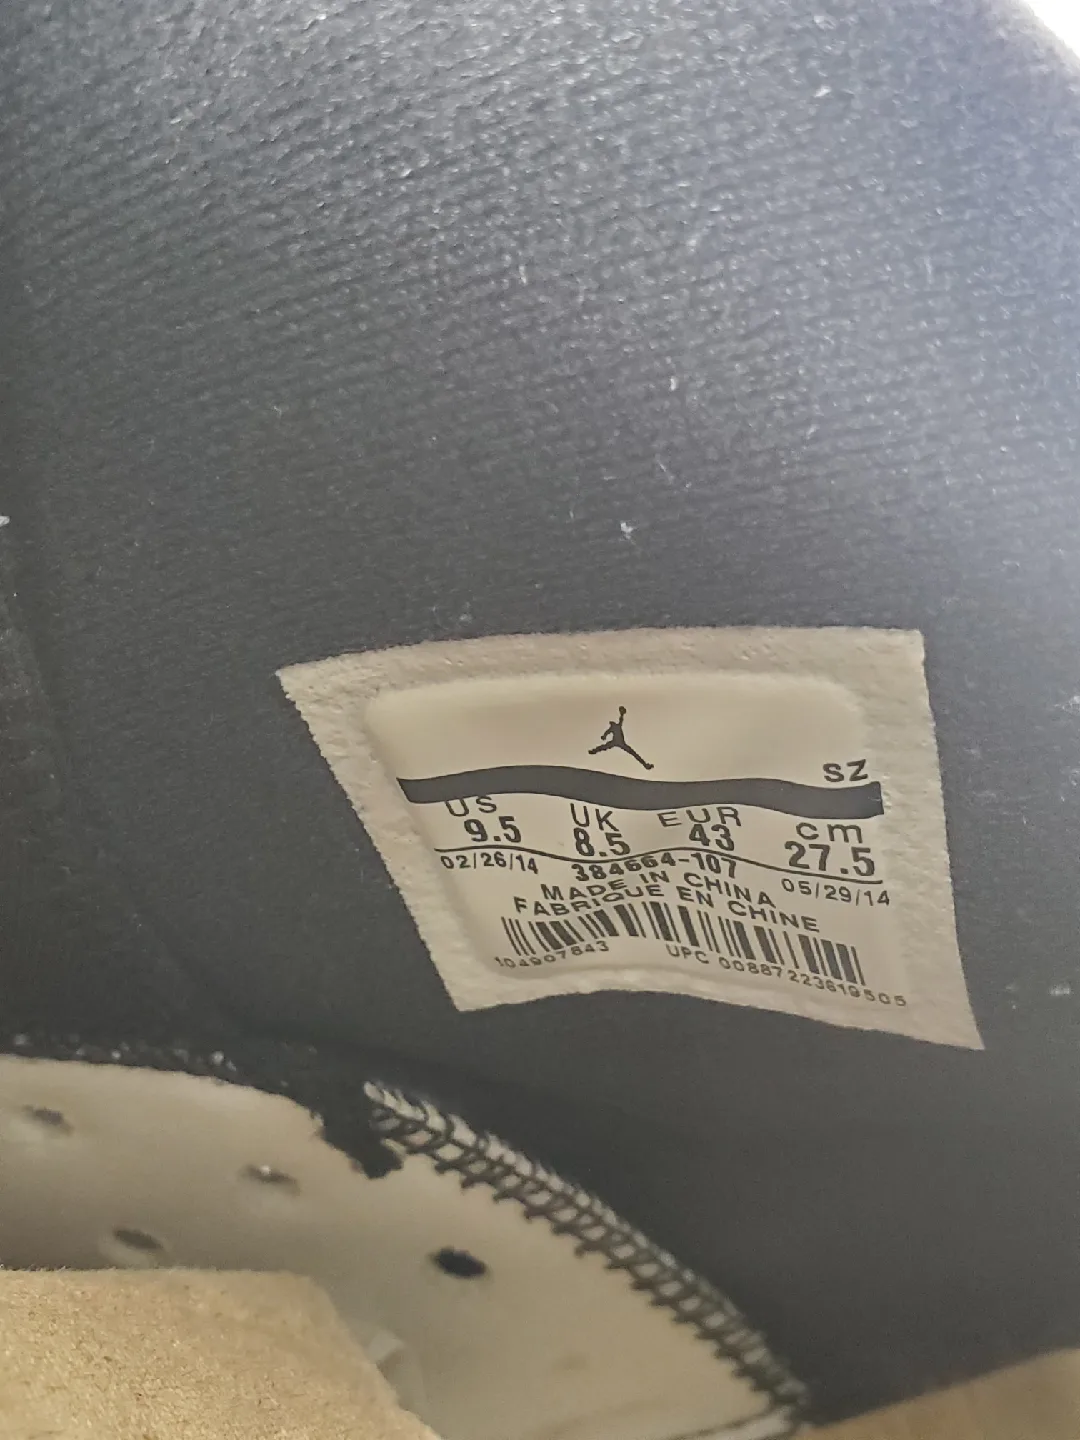 SZ
US UK EUR cm
9.5 8.5 43 27.5
02/26/14 384664-107 05/29/14
MADE IN CHINA
FABRIQUE EN CHINE
104907643 UPC 00887223619505